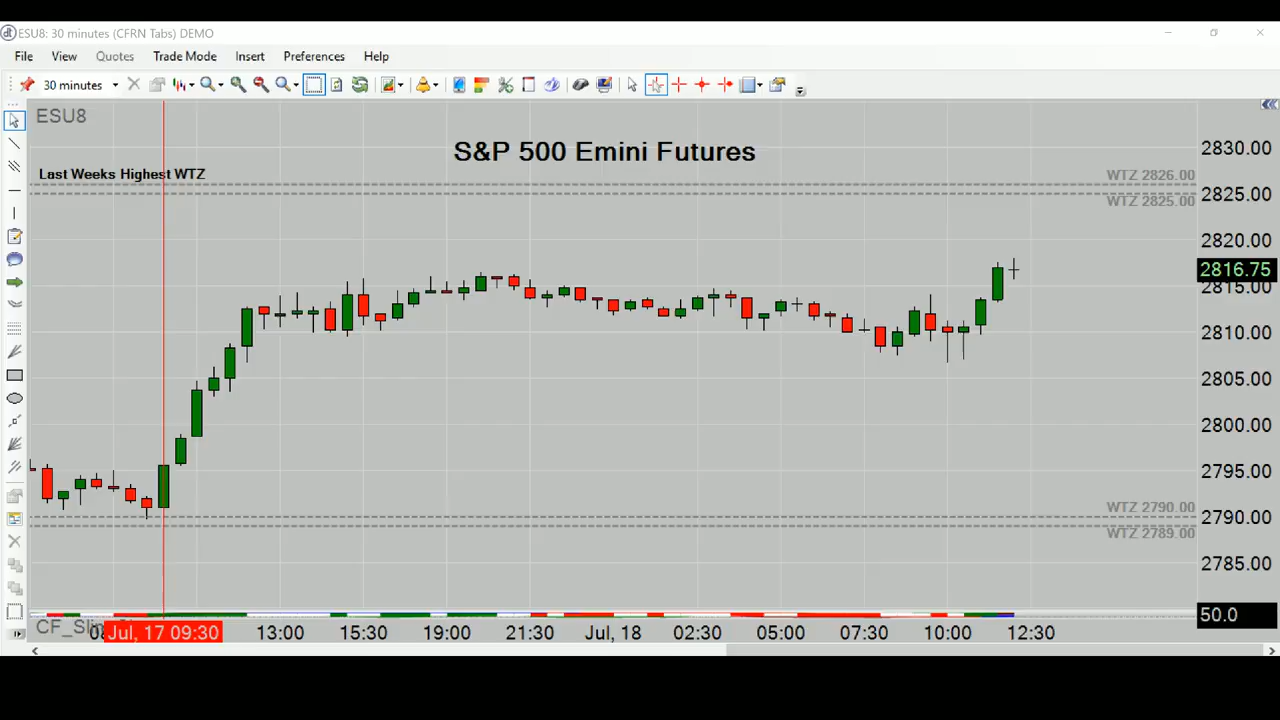 ESU8: 30 minutes (CFRN Tabs) DEMO
File View Quotes Trade Mode Insert Preferences Help
30 minutes
ESU8
S&P 500 Emini Futures
2830.00
Last Weeks Highest WTZ
WTZ 2826.00
2825.00
WTZ 2825.00
2820.00
2816.75
2815.00
2810.00
2805.00
2800.00
2795.00
WTZ 2790.00
2790.00
WTZ 2789.00
2785.00
50.0
Jul, 17 09:30 13:00 15:30 19:00 21:30 Jul, 18 02:30 05:00 07:30 10:00 12:30